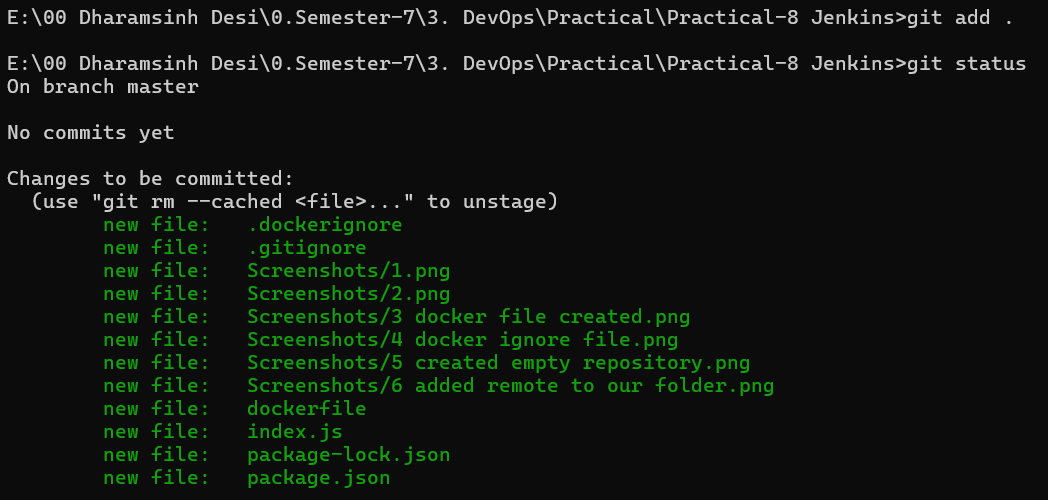 E:\00 Dharamsinh Desi\0.Semester-7\3. DevOps\Practical\Practical-8 Jenkins>git add .
E:\00 Dharamsinh Desi\0.Semester-7\3. DevOps\Practical\Practical-8 Jenkins>git status
On branch master
No commits yet
Changes to be committed:
  (use "git rm --cached <file>..." to unstage)
        new file:   .dockerignore
        new file:   .gitignore
        new file:   Screenshots/1.png
        new file:   Screenshots/2.png
        new file:   Screenshots/3 docker file created.png
        new file:   Screenshots/4 docker ignore file.png
        new file:   Screenshots/5 created empty repository.png
        new file:   Screenshots/6 added remote to our folder.png
        new file:   dockerfile
        new file:   index.js
        new file:   package-lock.json
        new file:   package.json